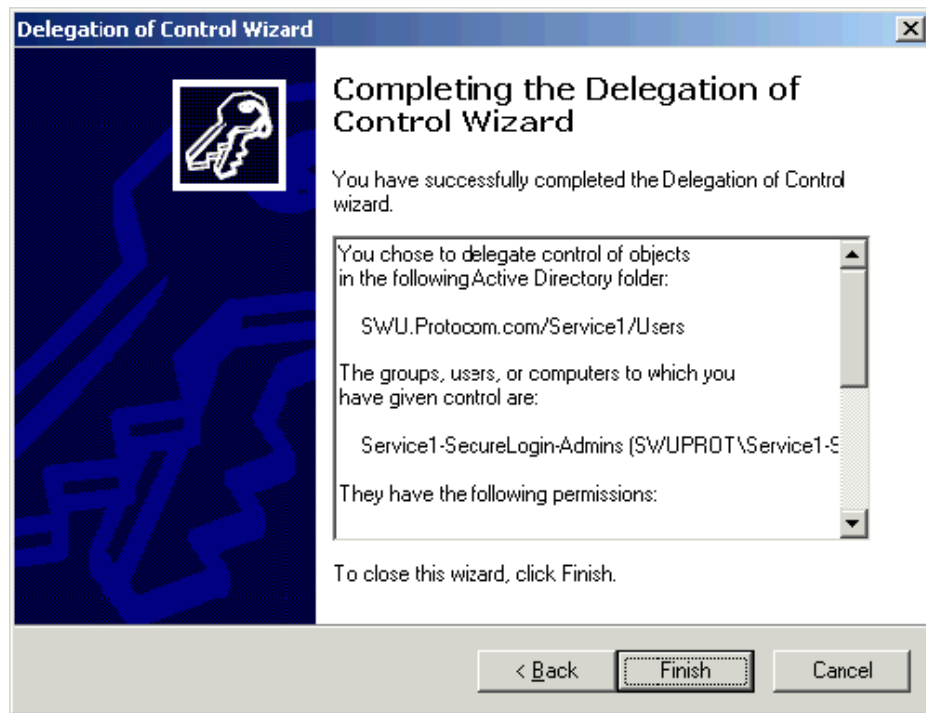 Delegation of Control Wizard
Completing the Delegation of
Control Wizard
You have successfully completed the Delegation of Control
wizard.
You chose to delegate control of objects
in the following Active Directory folder:
SWU.Protocom.com/Service1/Users
The groups, users, or computers to which you
have given control are:
Service1-SecureLogin-Admins (SWUPROT\Service1-S
They have the following permissions:
To close this wizard, click Finish.
< Back
Finish
Cancel